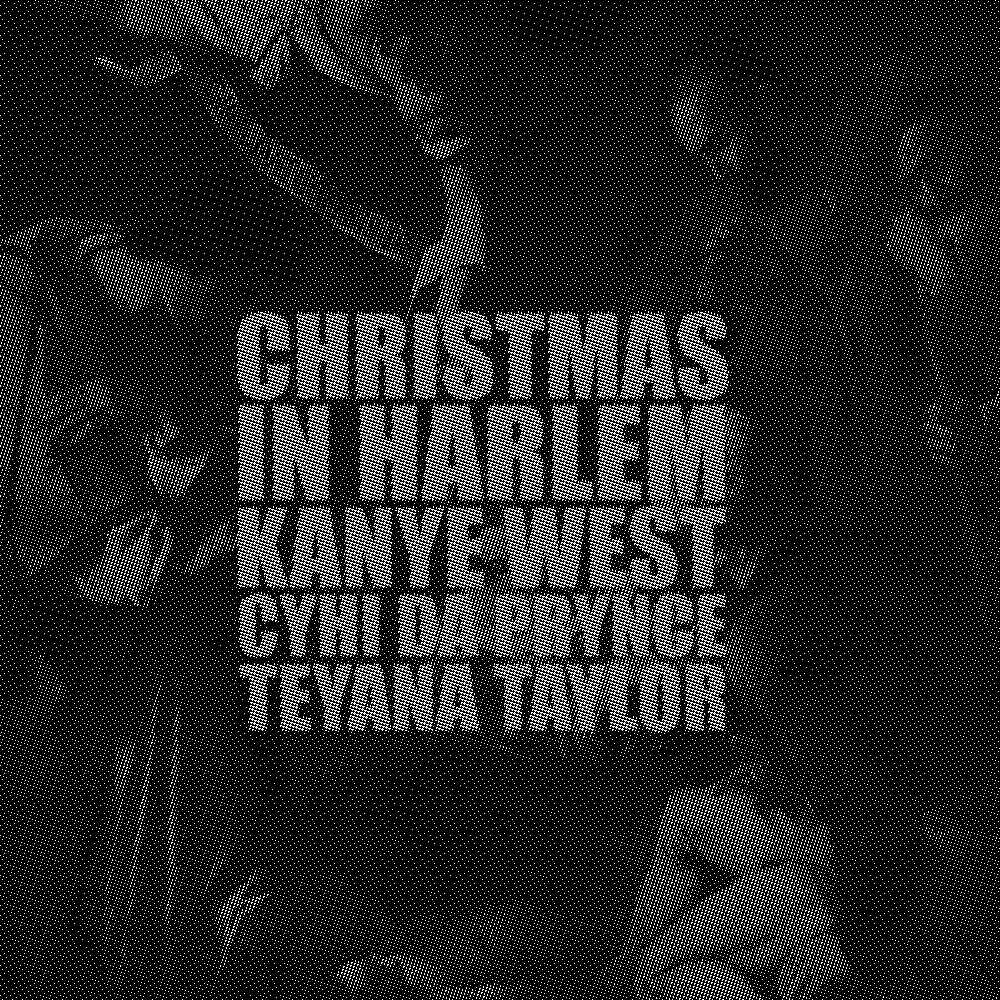 CHRISTMAS
IN HARLEM
KANYE WEST
CYHI DA PRYNCE
TEYANA TAYLOR